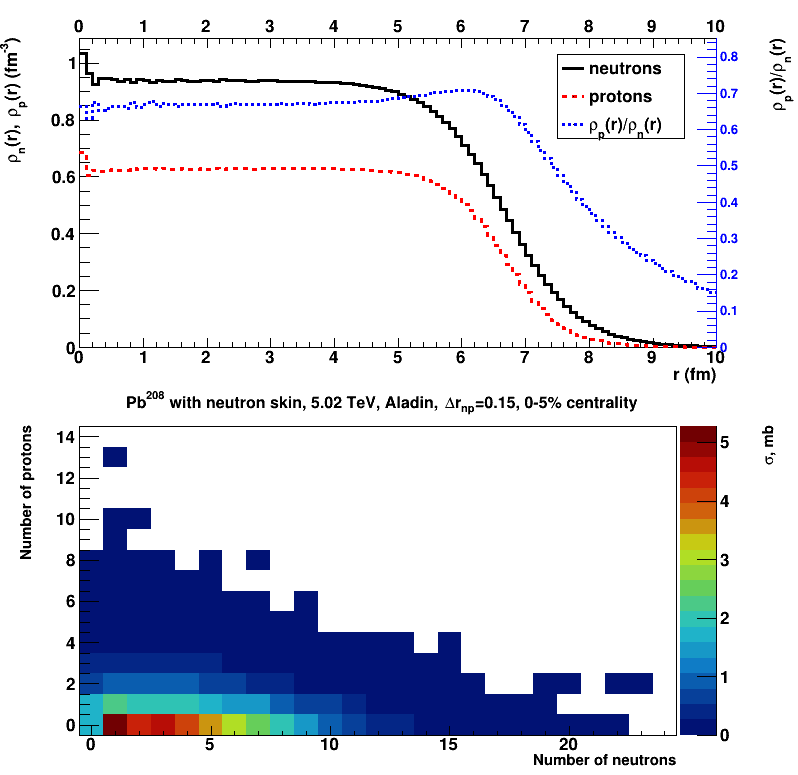 0 1 2 3 4 5 6 7 8 9 10
ρn(r), ρp(r) (fm-3)
1
0.8
0.6
0.4
0.2
0
neutrons
protons
ρp(r)/ρn(r)
0.8
0.7
0.6
0.5
0.4
0.3
0.2
0.1
0
ρp(r)/ρn(r)
0 1 2 3 4 5 6 7 8 9 10
r (fm)
Pb208 with neutron skin, 5.02 TeV, Aladin, Δrnp=0.15, 0-5% centrality
Number of protons
14
12
10
8
6
4
2
0
0 5 10 15 20
Number of neutrons
5
4
3
2
1
0
σ, mb